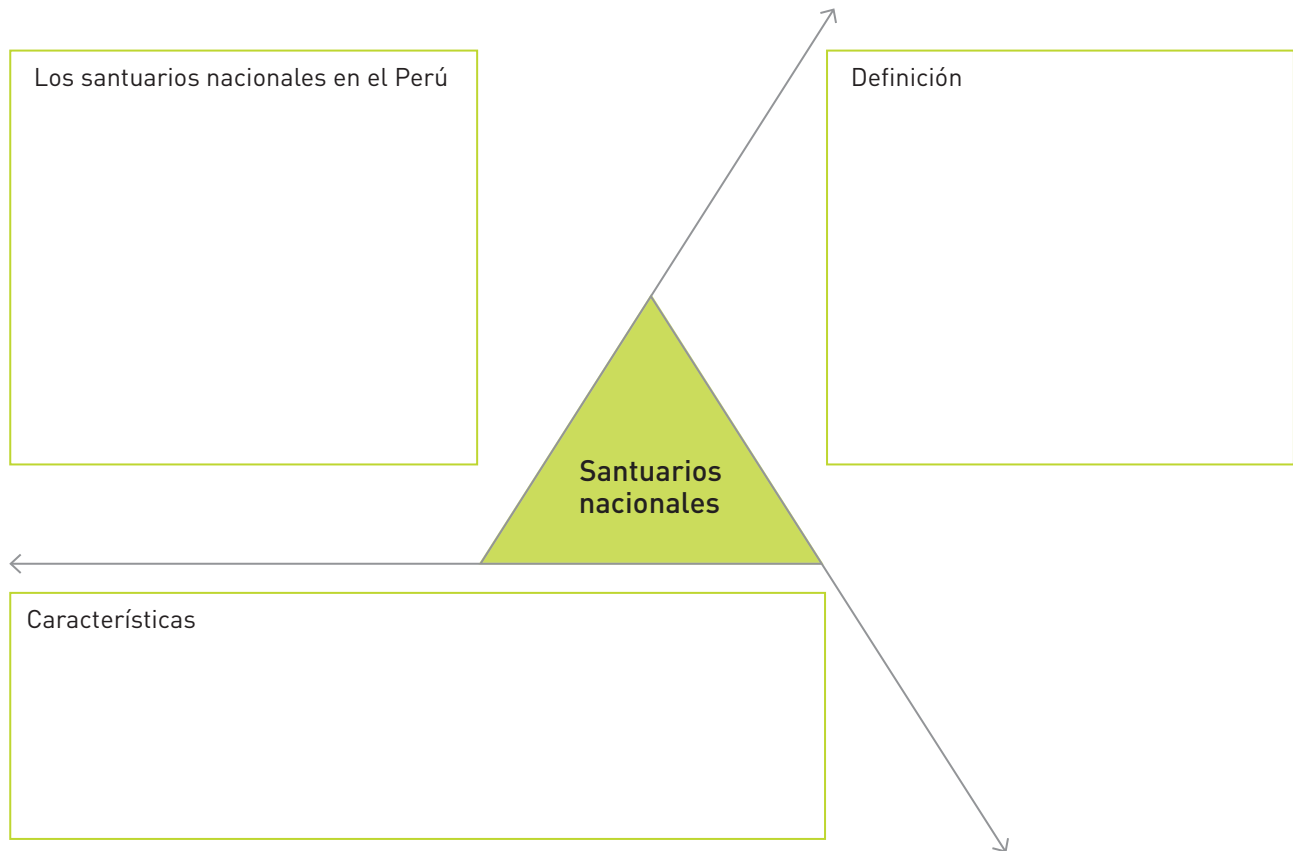 Los santuarios nacionales en el Perú
Definición
Santuarios
nacionales
Características